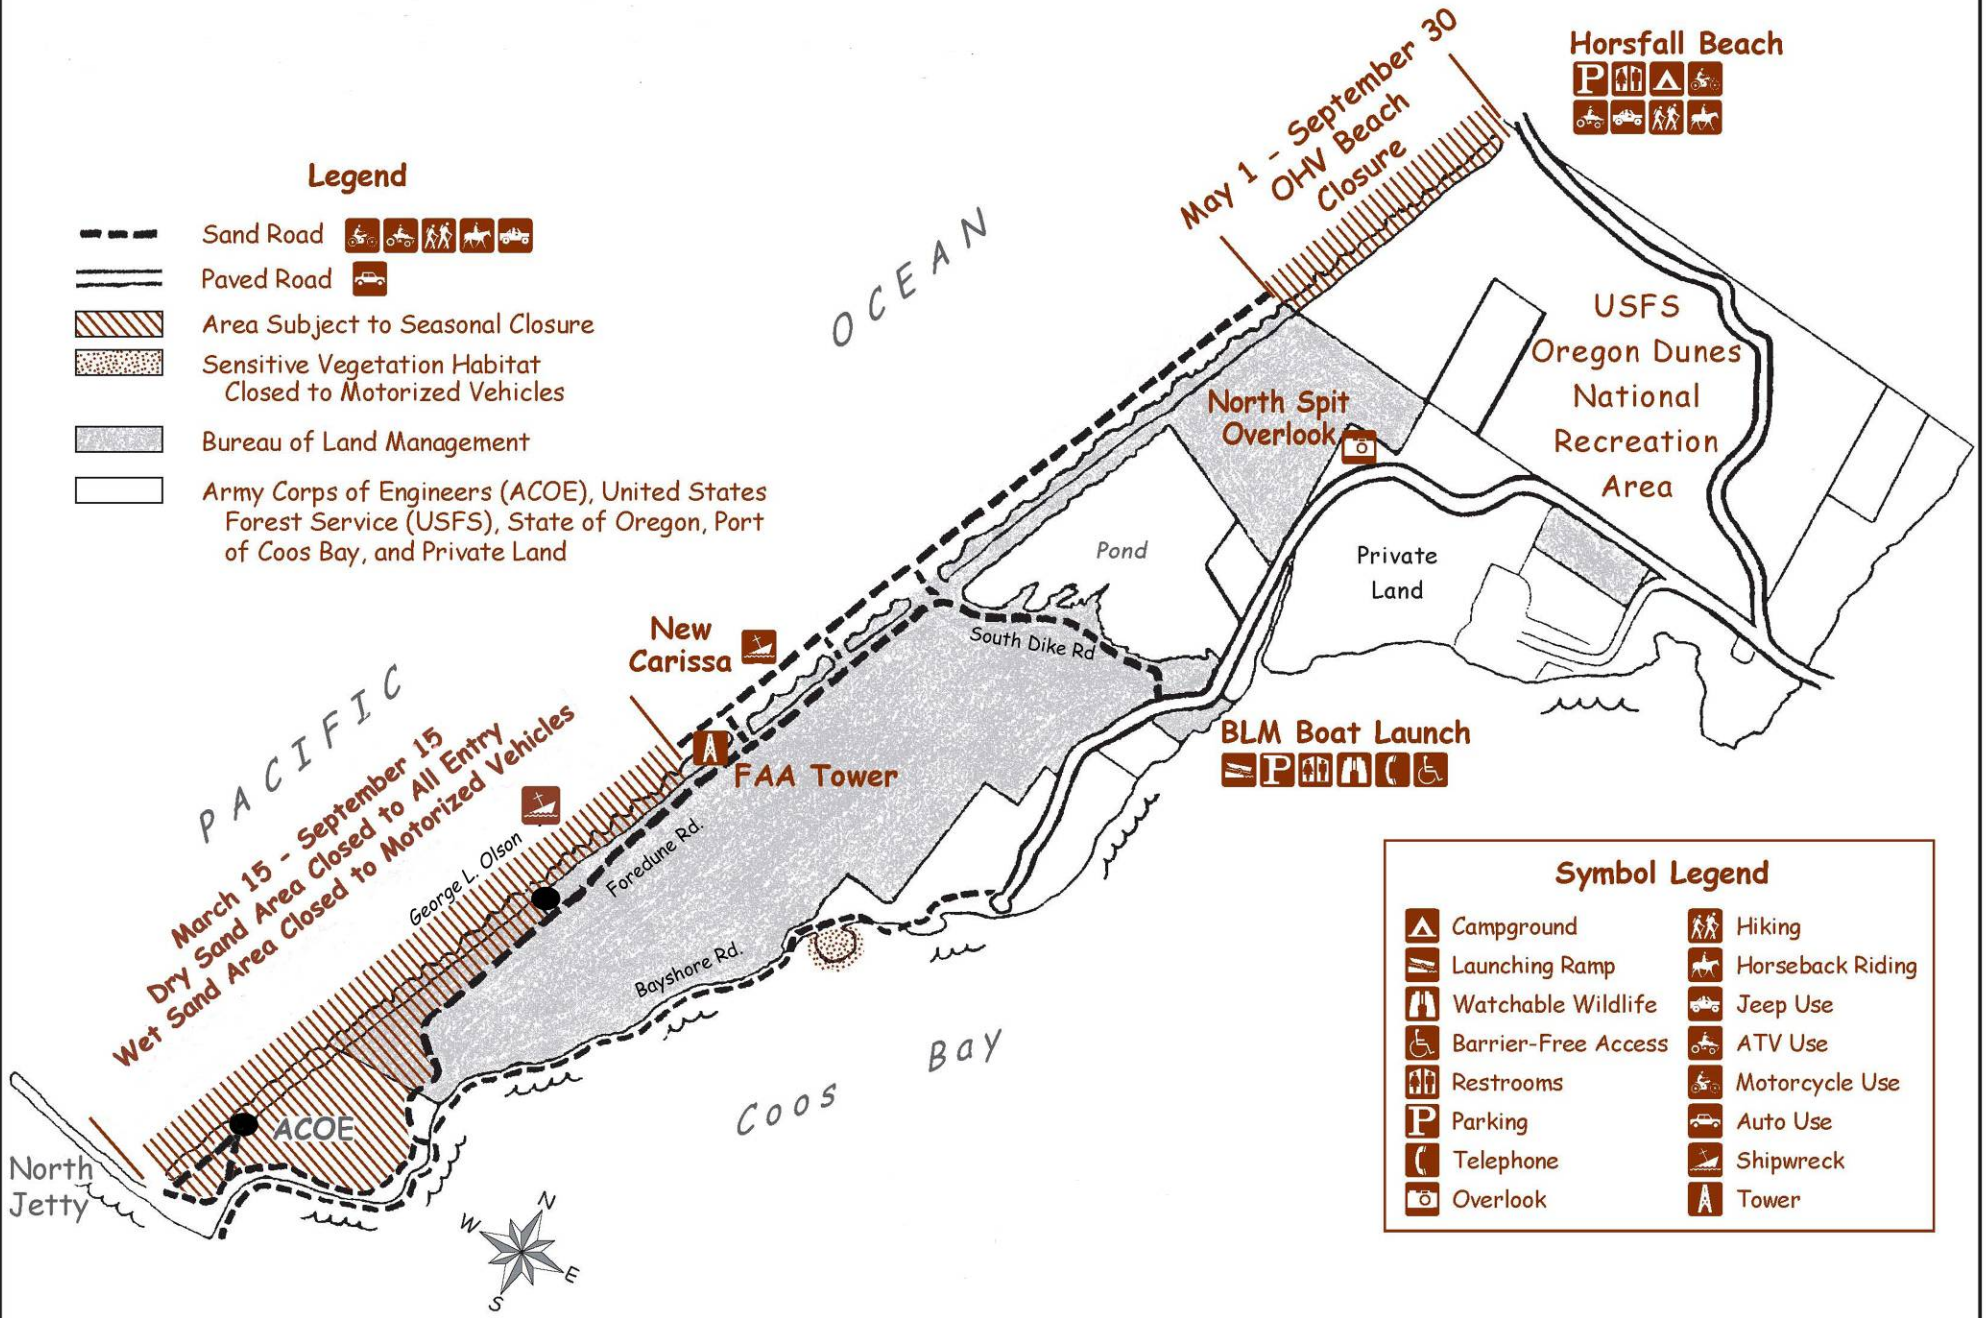 May 1 - September 30
OHV Beach
Closure
Horsfall Beach
P
Legend
Sand Road
Paved Road
Area Subject to Seasonal Closure
Sensitive Vegetation Habitat
Closed to Motorized Vehicles
Bureau of Land Management
Army Corps of Engineers (ACOE), United States
Forest Service (USFS), State of Oregon, Port
of Coos Bay, and Private Land
PACIFIC
OCEAN
USFS
Oregon Dunes
National
Recreation
Area
North Spit
Overlook
Pond
Private
Land
South Dike Rd
New
Carissa
FAA Tower
BLM Boat Launch
P
March 15 - September 15
Dry Sand Area Closed to All Entry
Wet Sand Area Closed to Motorized Vehicles
George L. Olson
Foredune Rd.
Bayshore Rd.
Coos Bay
ACOE
North
Jetty
N
W
E
S
Symbol Legend
Campground
Launching Ramp
Watchable Wildlife
Barrier-Free Access
Restrooms
P Parking
Telephone
Overlook
Hiking
Horseback Riding
Jeep Use
ATV Use
Motorcycle Use
Auto Use
Shipwreck
Tower